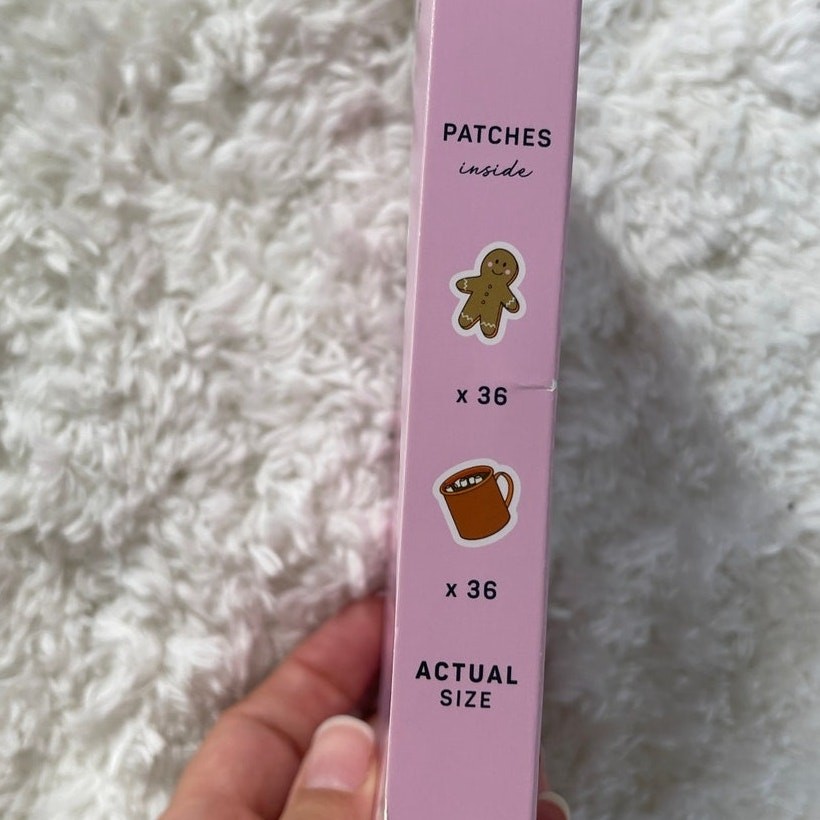 PATCHES
inside
x 36
x 36
ACTUAL
SIZE